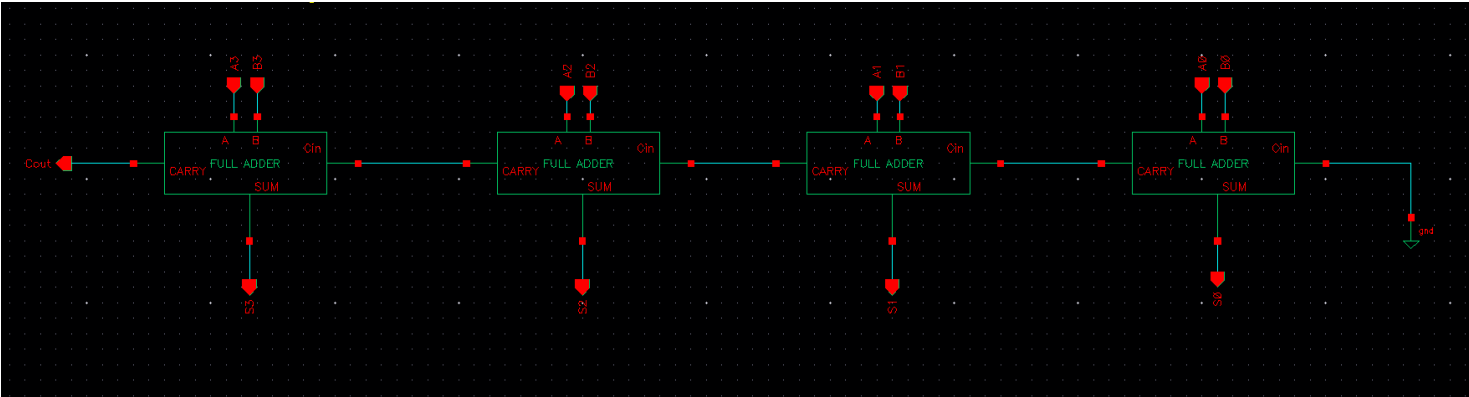 A3 B3
A2 B2
A1 B1
A0 B0
A B
Cin
FULL ADDER
CARRY
SUM
A B
Cin
FULL ADDER
CARRY
SUM
A B
Cin
FULL ADDER
CARRY
SUM
A B
Cin
FULL ADDER
CARRY
SUM
Cout
gnd
S3
S2
S1
S0